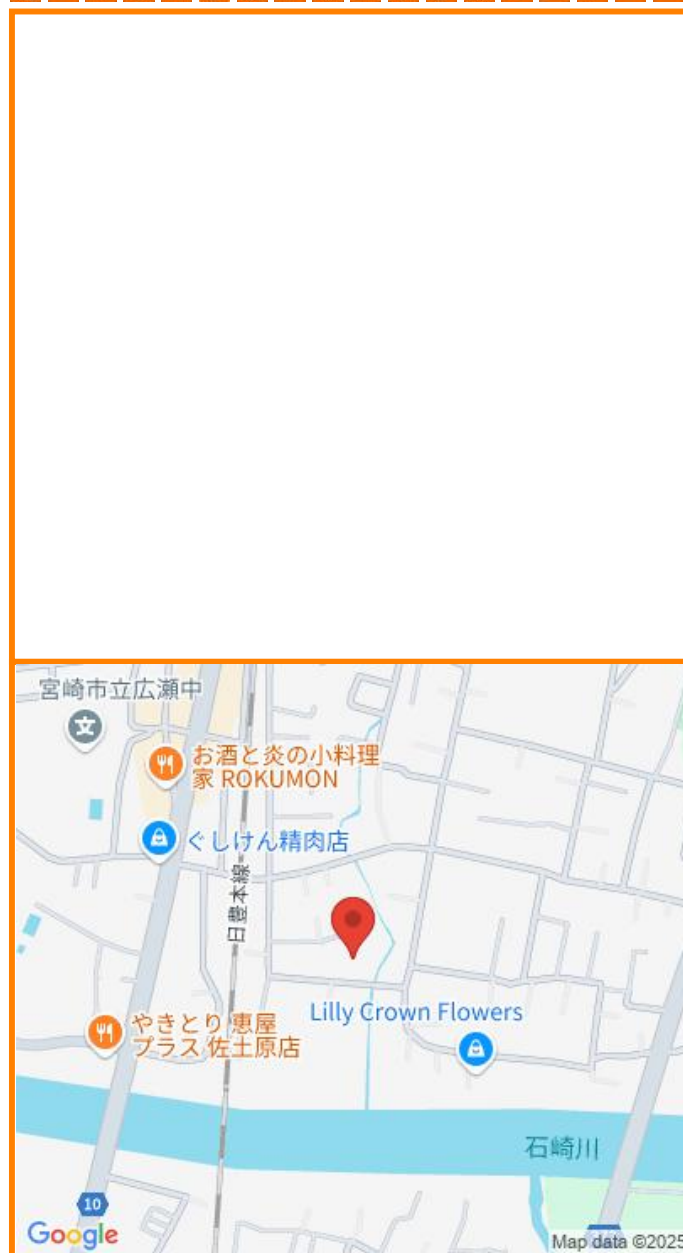 宮崎市立広瀬中
お酒と炎の小料理
家 ROKUMON
ぐしけん精肉店
日豊本線
Lilly Crown Flowers
やきとり 恵屋
プラス 佐土原店
石崎川
10
Google
Map data ©2025